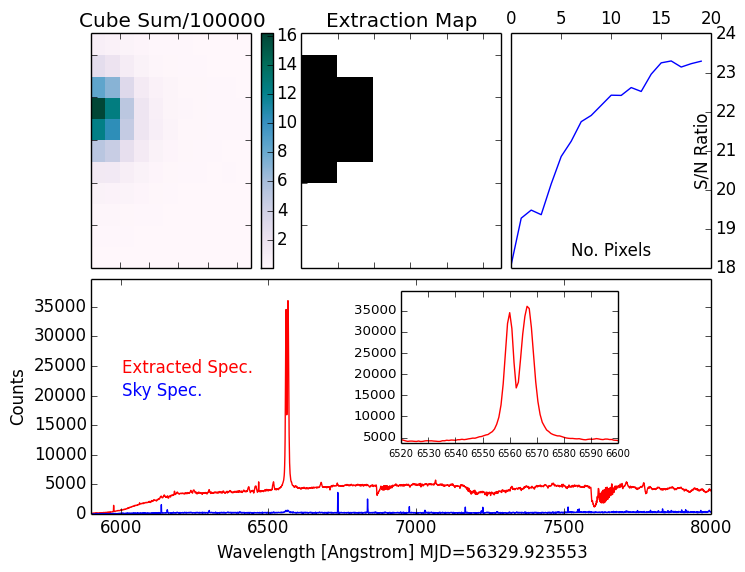 Cube Sum/100000
Extraction Map
0 5 10 15 20
16
14
12
10
8
6
4
2
24
23
22
21
20
19
18
S/N Ratio
No. Pixels
35000
30000
25000
20000
15000
10000
5000
0
Counts
Extracted Spec.
Sky Spec.
35000
30000
25000
20000
15000
10000
5000
6520 6530 6540 6550 6560 6570 6580 6590 6600
6000 6500 7000 7500 8000
Wavelength [Angstrom] MJD=56329.923553